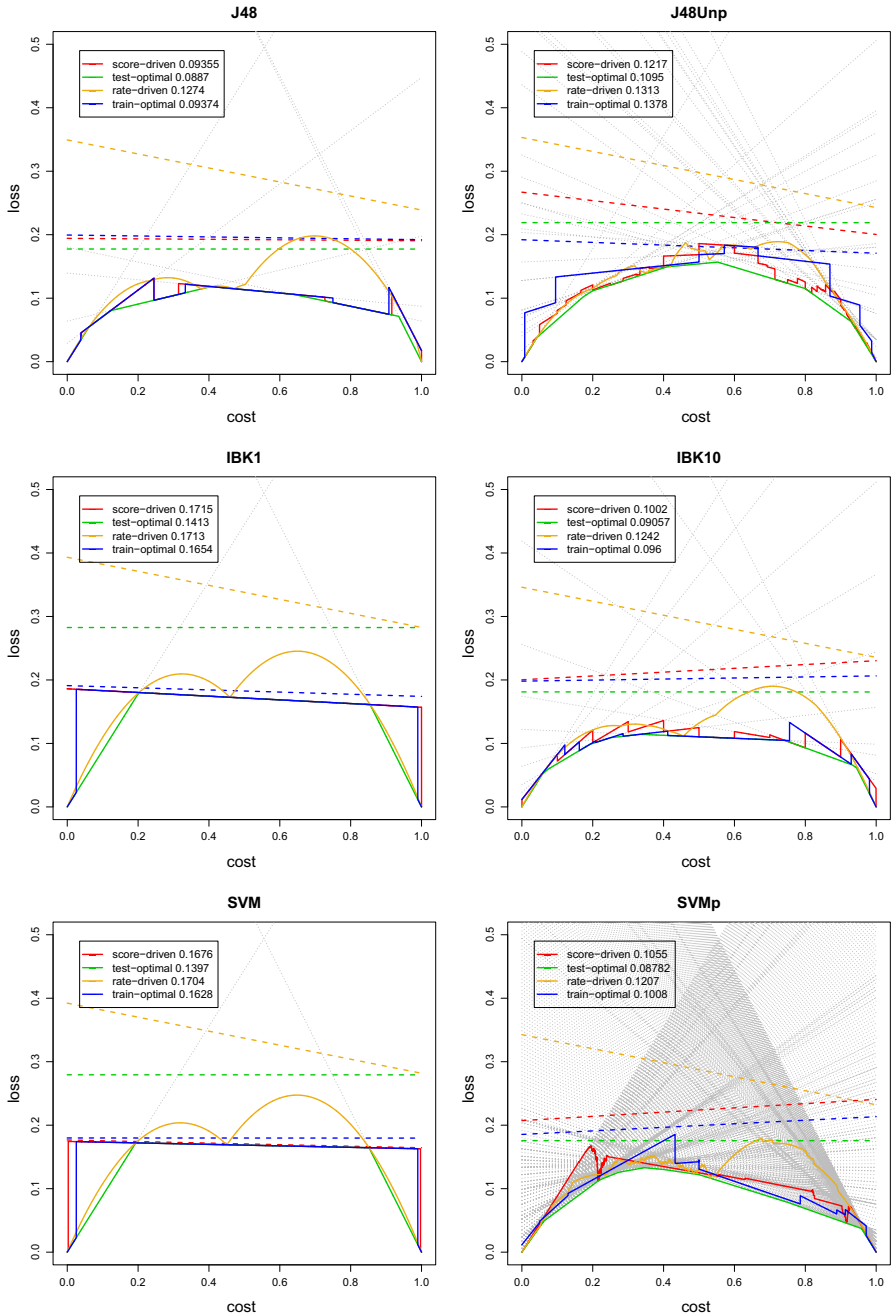 J48
score-driven 0.09355
test-optimal 0.0887
rate-driven 0.1274
train-optimal 0.09374
0.5
0.4
0.3
0.2
0.1
0.0
loss
0.0 0.2 0.4 0.6 0.8 1.0
cost
J48Unp
score-driven 0.1217
test-optimal 0.1095
rate-driven 0.1313
train-optimal 0.1378
0.5
0.4
0.3
0.2
0.1
0.0
loss
0.0 0.2 0.4 0.6 0.8 1.0
cost
IBK1
score-driven 0.1715
test-optimal 0.1413
rate-driven 0.1713
train-optimal 0.1654
0.5
0.4
0.3
0.2
0.1
0.0
loss
0.0 0.2 0.4 0.6 0.8 1.0
cost
IBK10
score-driven 0.1002
test-optimal 0.09057
rate-driven 0.1242
train-optimal 0.096
0.5
0.4
0.3
0.2
0.1
0.0
loss
0.0 0.2 0.4 0.6 0.8 1.0
cost
SVM
score-driven 0.1676
test-optimal 0.1397
rate-driven 0.1704
train-optimal 0.1628
0.5
0.4
0.3
0.2
0.1
0.0
loss
0.0 0.2 0.4 0.6 0.8 1.0
cost
SVMp
score-driven 0.1055
test-optimal 0.08782
rate-driven 0.1207
train-optimal 0.1008
0.5
0.4
0.3
0.2
0.1
0.0
loss
0.0 0.2 0.4 0.6 0.8 1.0
cost